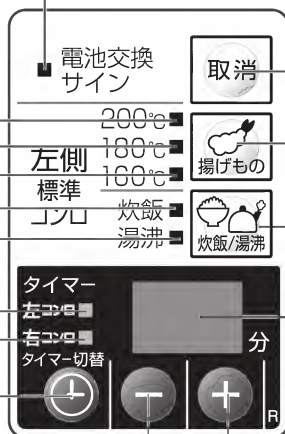 電池交換
サイン
取消
200℃
180℃
160℃
揚げもの
左側
標準
コンロ
炊飯
湯沸
炊飯/湯沸
タイマー
左コンロ
右コンロ
タイマー切替
分
－
＋
R